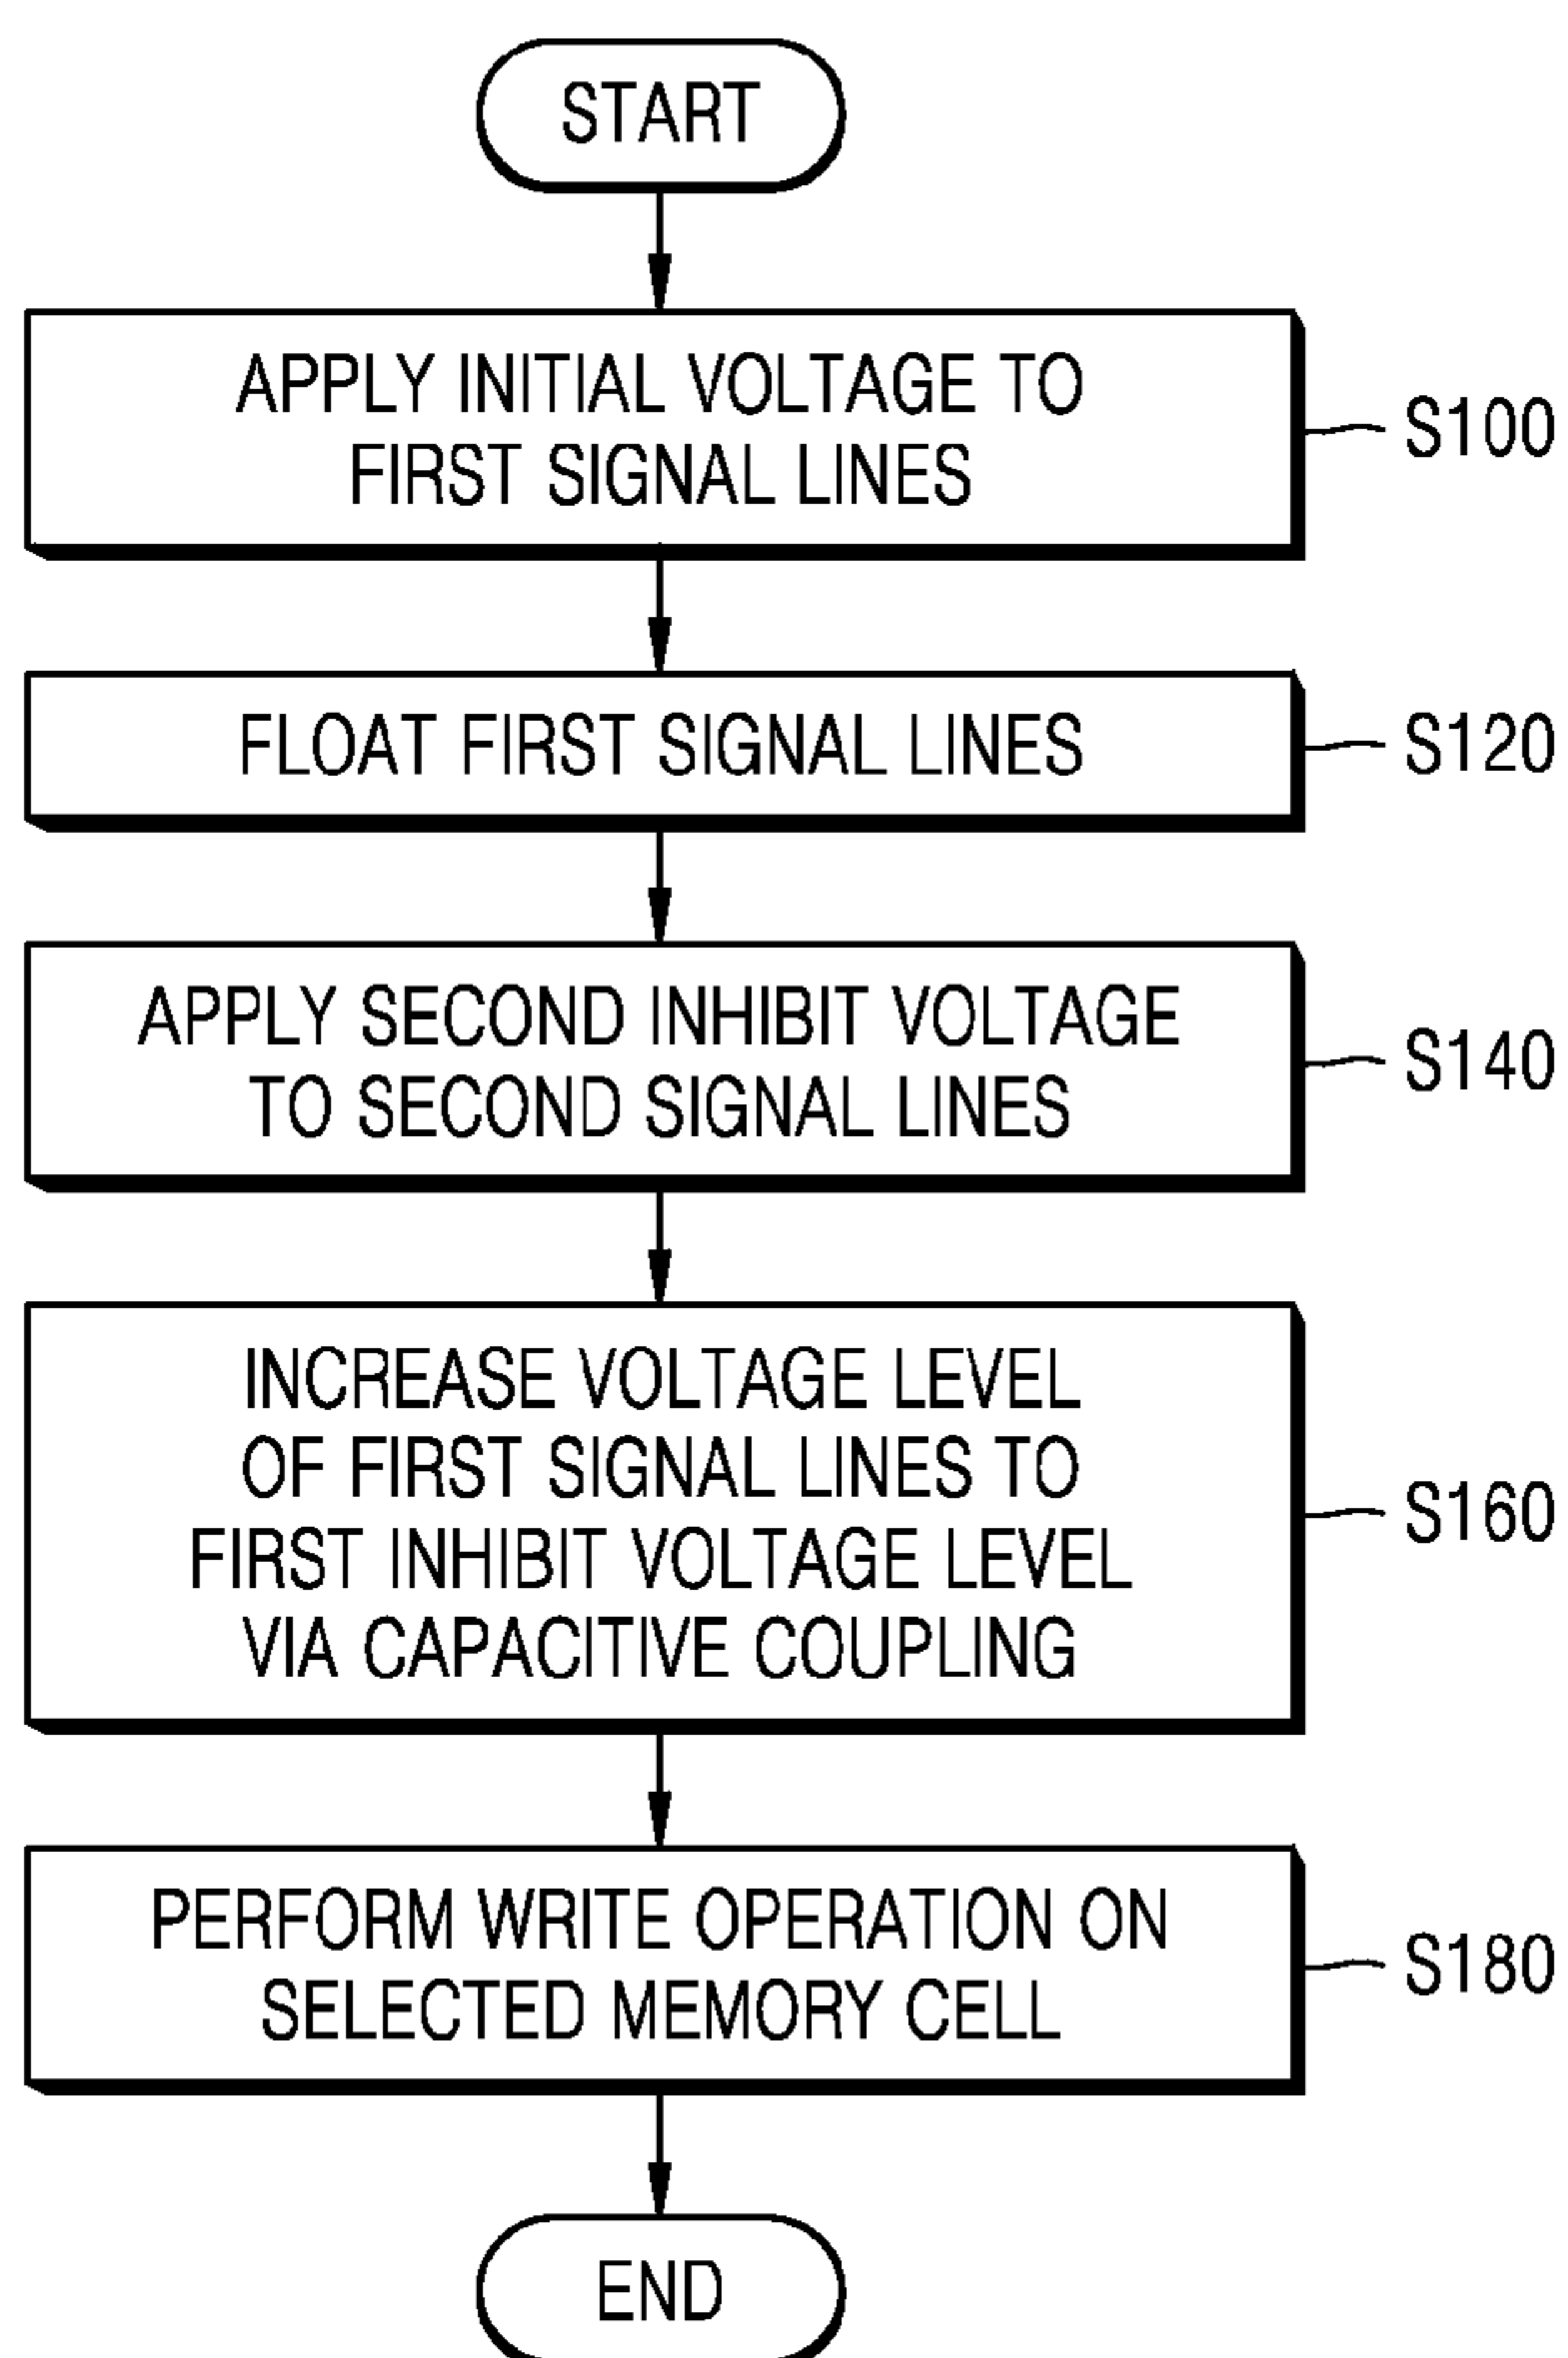 START
APPLY INITIAL VOLTAGE TO
FIRST SIGNAL LINES
S100
FLOAT FIRST SIGNAL LINES
S120
APPLY SECOND INHIBIT VOLTAGE
TO SECOND SIGNAL LINES
S140
INCREASE VOLTAGE LEVEL
OF FIRST SIGNAL LINES TO
FIRST INHIBIT VOLTAGE LEVEL
VIA CAPACITIVE COUPLING
S160
PERFORM WRITE OPERATION ON
SELECTED MEMORY CELL
S180
END